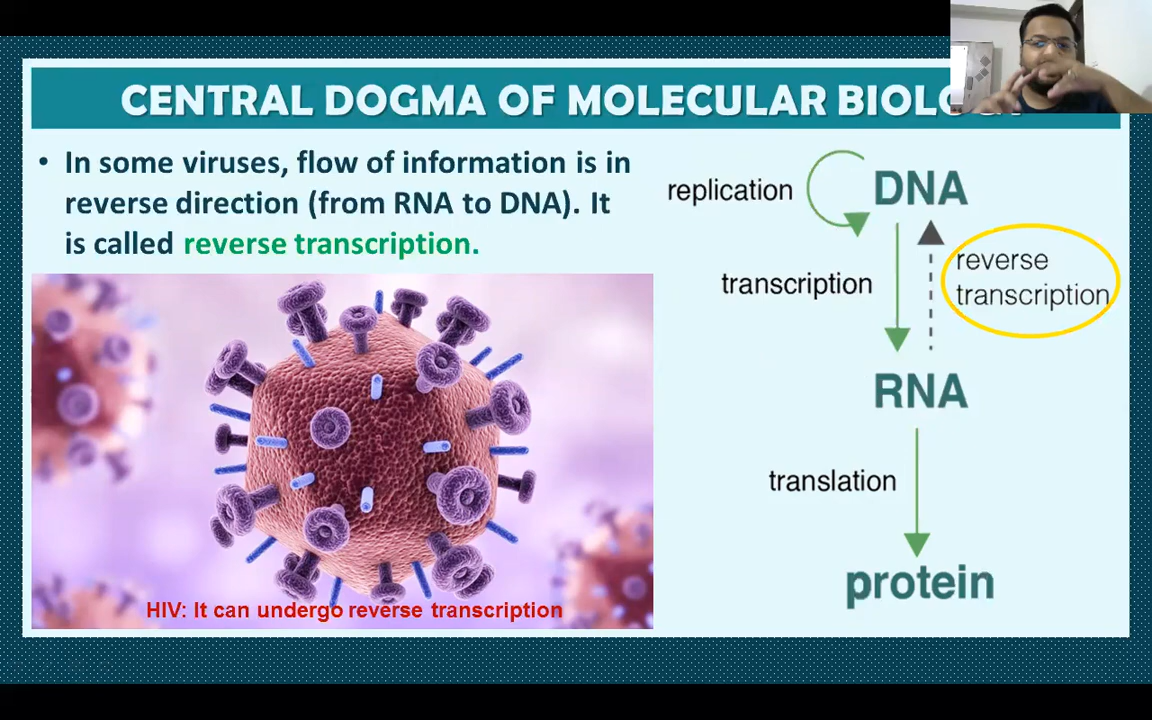 CENTRAL DOGMA OF MOLECULAR
• In some viruses, flow of information is in
reverse direction (from RNA to DNA). It
is called reverse transcription.
HIV: It can undergo reverse transcription
replication
DNA
transcription
reverse
transcription
RNA
translation
protein